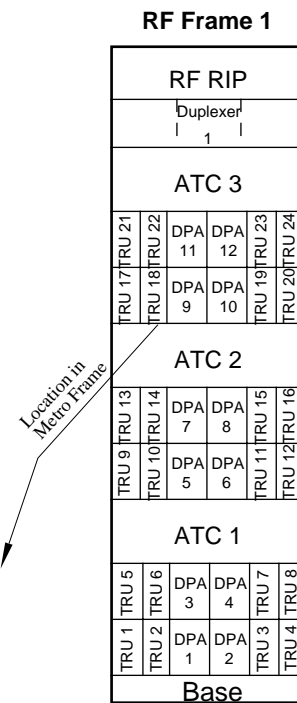 RF Frame 1
RF RIP
Duplexer
1
ATC 3
TRU 21
TRU 22
DPA
11
DPA
12
TRU 23
TRU 24
TRU 17
TRU 18
DPA
9
DPA
10
TRU 19
TRU 20
Location in
Metro Frame
ATC 2
TRU 13
TRU 14
DPA
7
DPA
8
TRU 15
TRU 16
TRU 9
TRU 10
DPA
5
DPA
6
TRU 11
TRU 12
ATC 1
TRU 5
TRU 6
DPA
3
DPA
4
TRU 7
TRU 8
TRU 1
TRU 2
DPA
1
DPA
2
TRU 3
TRU 4
Base